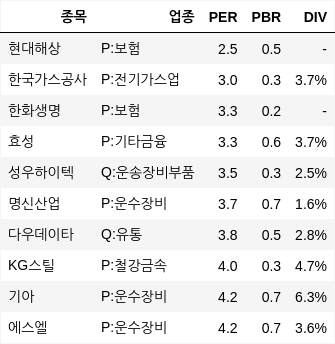 종목 업종 PER PBR DIV
현대해상 P:보험 2.5 0.5 -
한국가스공사 P:전기가스업 3.0 0.3 3.7%
한화생명 P:보험 3.3 0.2 -
효성 P:기타금융 3.3 0.6 3.7%
성우하이텍 Q:운송장비부품 3.5 0.3 2.5%
명신산업 P:운수장비 3.7 0.7 1.6%
다우데이타 Q:유통 3.8 0.5 2.8%
KG스틸 P:철강금속 4.0 0.3 4.7%
기아 P:운수장비 4.2 0.7 6.3%
에스엘 P:운수장비 4.2 0.7 3.6%